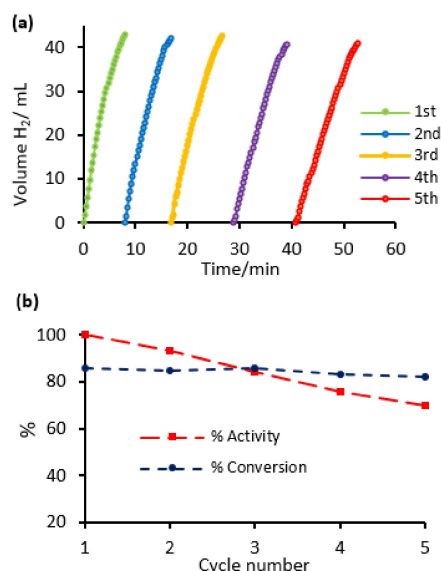 (a)
Volume H2/ mL
40
30
20
10
0
0 10 20 30 40 50 60
Time/min
1st
2nd
3rd
4th
5th
(b)
%
100
80
60
40
20
% Activity
% Conversion
1 2 3 4 5
Cycle number